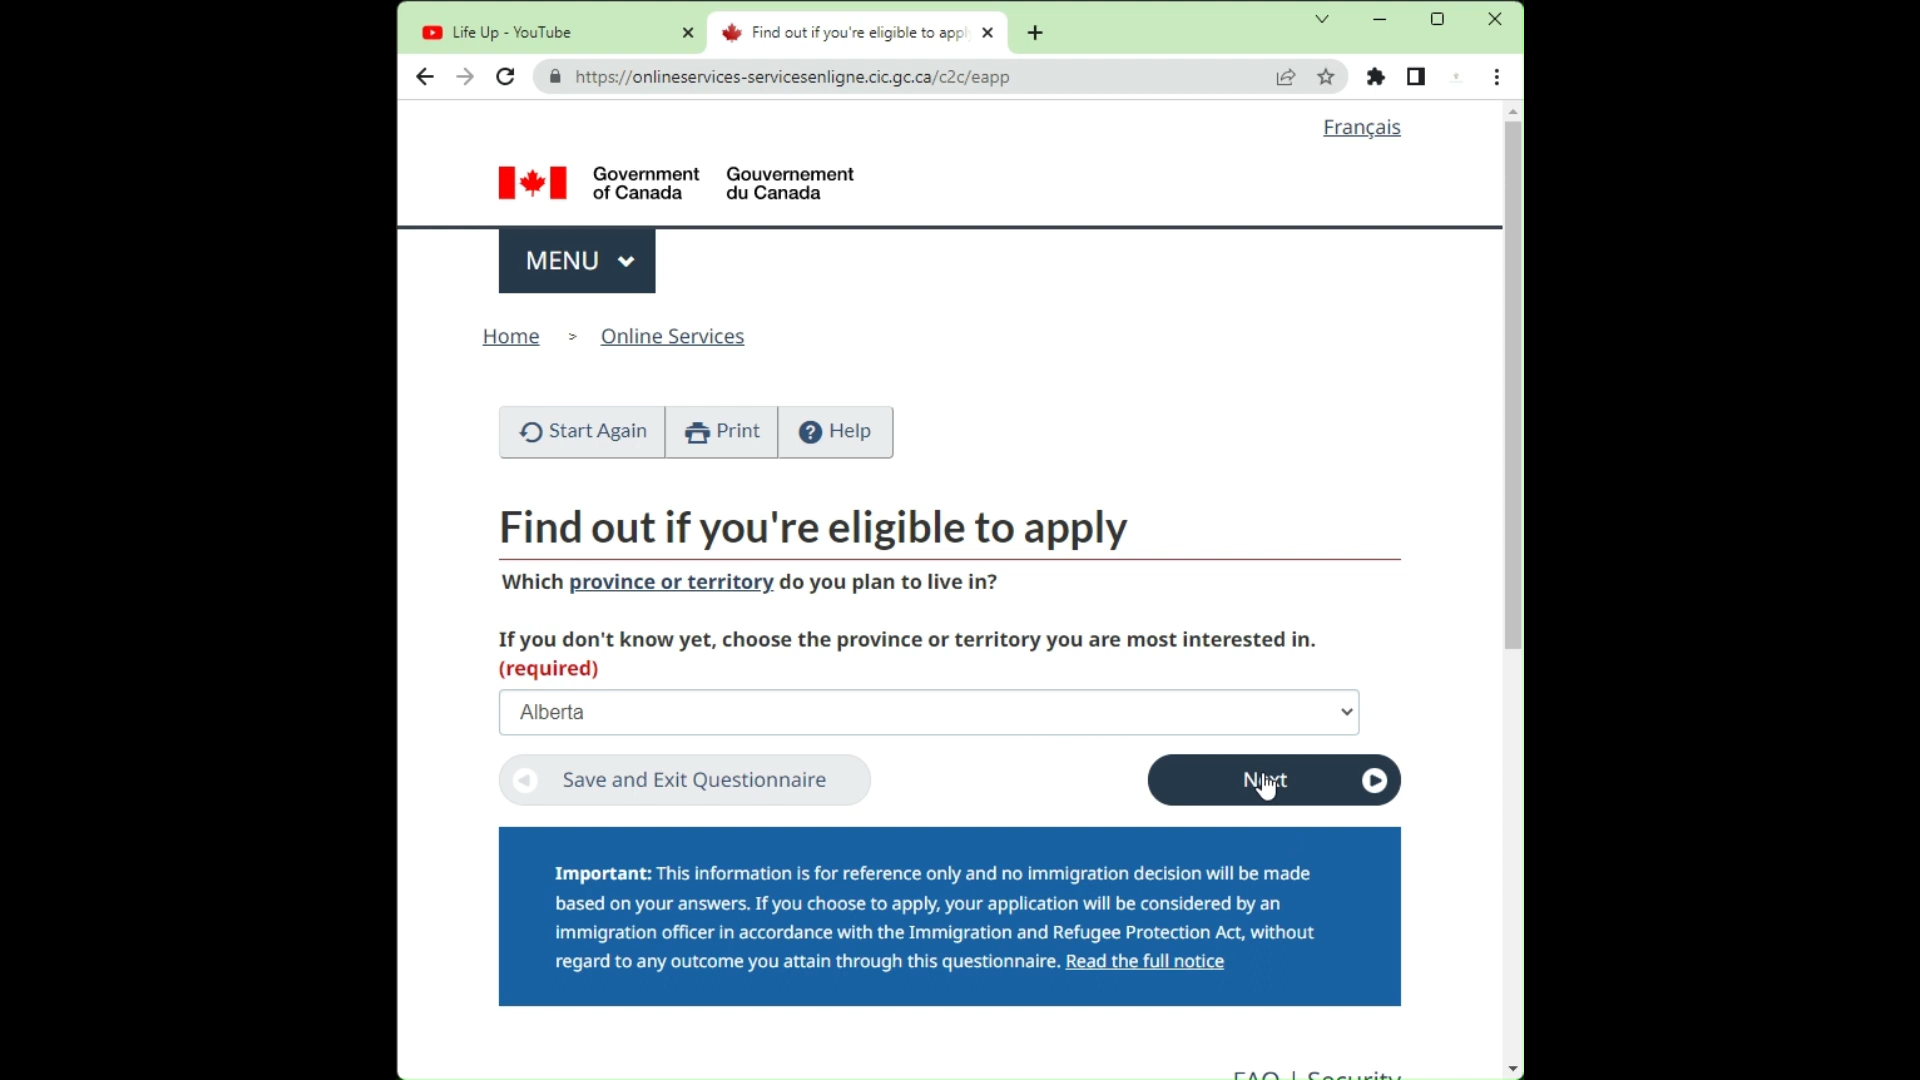 Life Up - YouTube
Find out if you're eligible to appl
https://onlineservices-servicesenligne.cic.gc.ca/c2c/eapp
Français
Government of Canada
Gouvernement du Canada
MENU
Home > Online Services
Start Again
Print
Help
Find out if you're eligible to apply
Which province or territory do you plan to live in?
If you don't know yet, choose the province or territory you are most interested in.
(required)
Alberta
Save and Exit Questionnaire
Next
Important: This information is for reference only and no immigration decision will be made
based on your answers. If you choose to apply, your application will be considered by an
immigration officer in accordance with the Immigration and Refugee Protection Act, without
regard to any outcome you attain through this questionnaire. Read the full notice
FAQ | Security